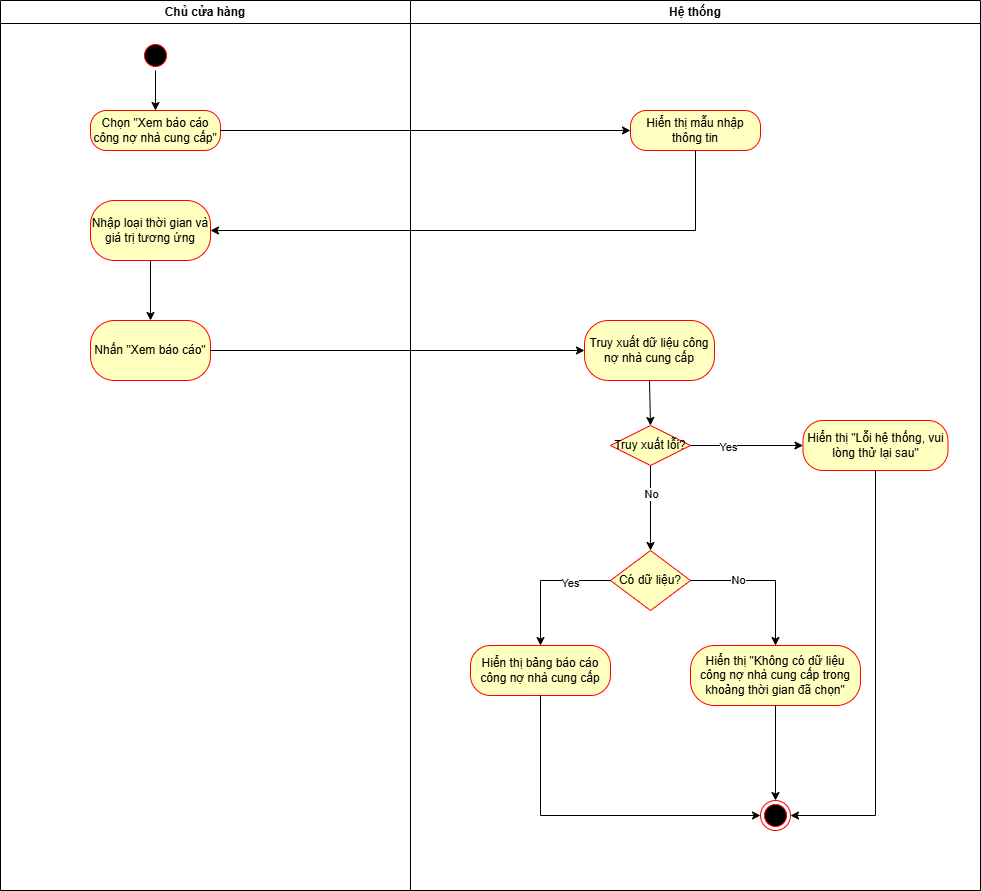 Chủ cửa hàng
Hệ thống
Chọn "Xem báo cáo
công nợ nhà cung cấp"
Hiển thị mẫu nhập
thông tin
Nhập loại thời gian và
giá trị tương ứng
Nhấn "Xem báo cáo"
Truy xuất dữ liệu công
nợ nhà cung cấp
Truy xuất lỗi?
Yes
Hiển thị "Lỗi hệ thống, vui
lòng thử lại sau"
No
Có dữ liệu?
Yes
No
Hiển thị bảng báo cáo
công nợ nhà cung cấp
Hiển thị "Không có dữ liệu
công nợ nhà cung cấp trong
khoảng thời gian đã chọn"